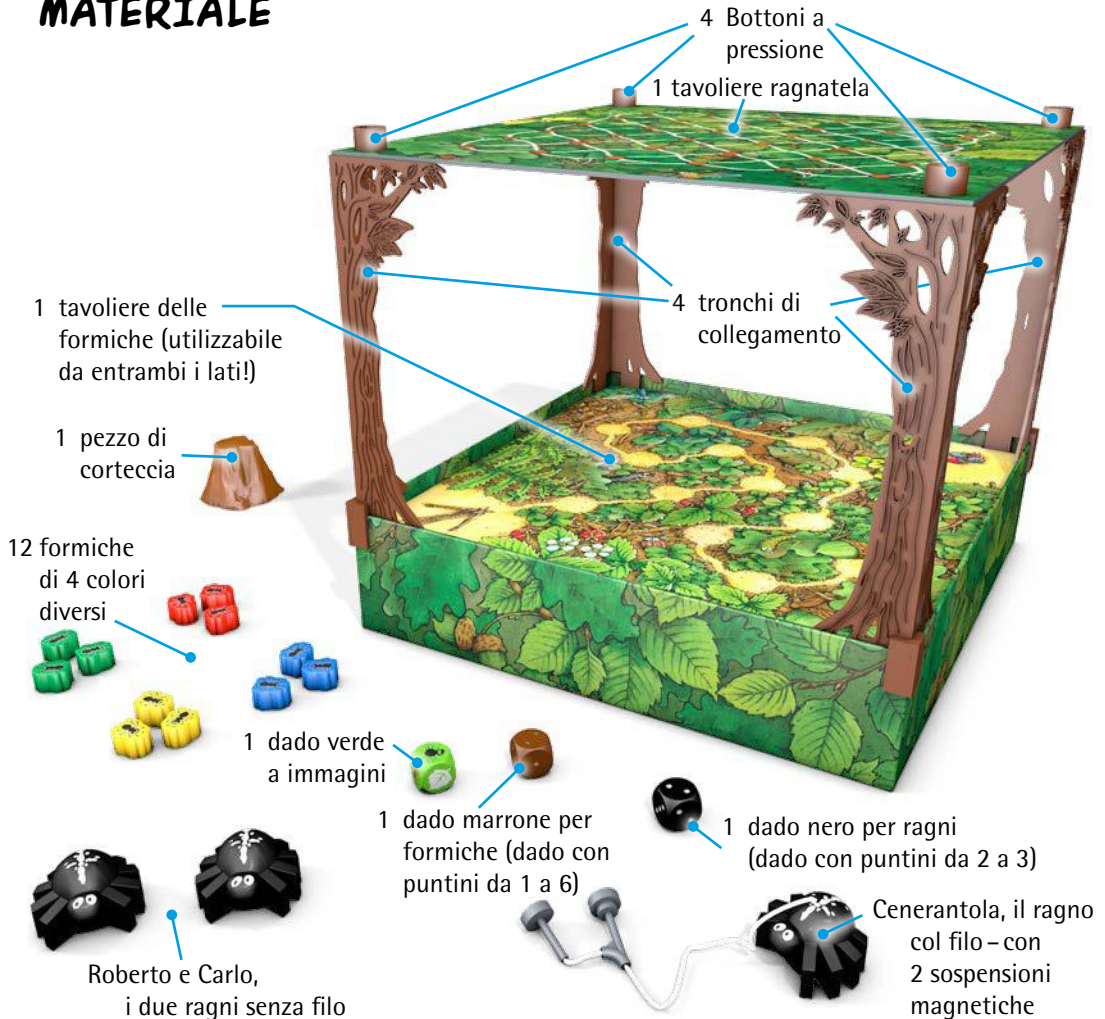 MATERIALE
4 Bottoni a
pressione
1 tavoliere ragnatela
1 tavoliere delle
formiche (utilizzabile
da entrambi i lati!)
4 tronchi di
collegamento
1 pezzo di
corteccia
12 formiche
di 4 colori
diversi
1 dado verde
a immagini
1 dado marrone per
formiche (dado con
puntini da 1 a 6)
1 dado nero per ragni
(dado con puntini da 2 a 3)
Roberto e Carlo,
i due ragni senza filo
Cenerantola, il ragno
col filo – con
2 sospensioni
magnetiche